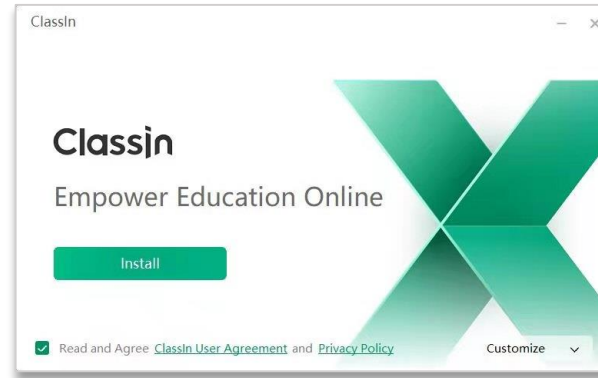 ClassIn
Classin
Empower Education Online
Install
Read and Agree ClassIn User Agreement and Privacy Policy
Customize